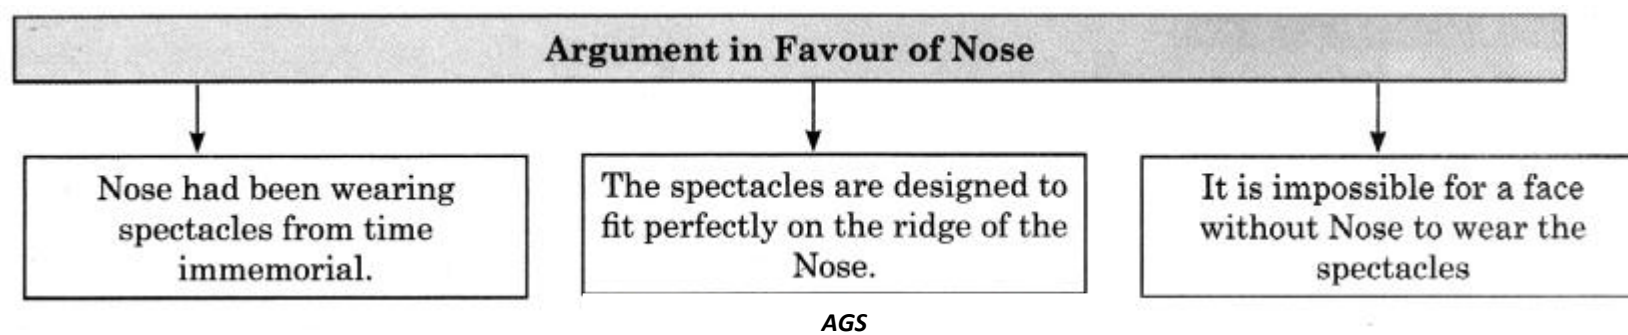 Argument in Favour of Nose
Nose had been wearing
spectacles from time
immemorial.
The spectacles are designed to
fit perfectly on the ridge of the
Nose.
It is impossible for a face
without Nose to wear the
spectacles
AGS